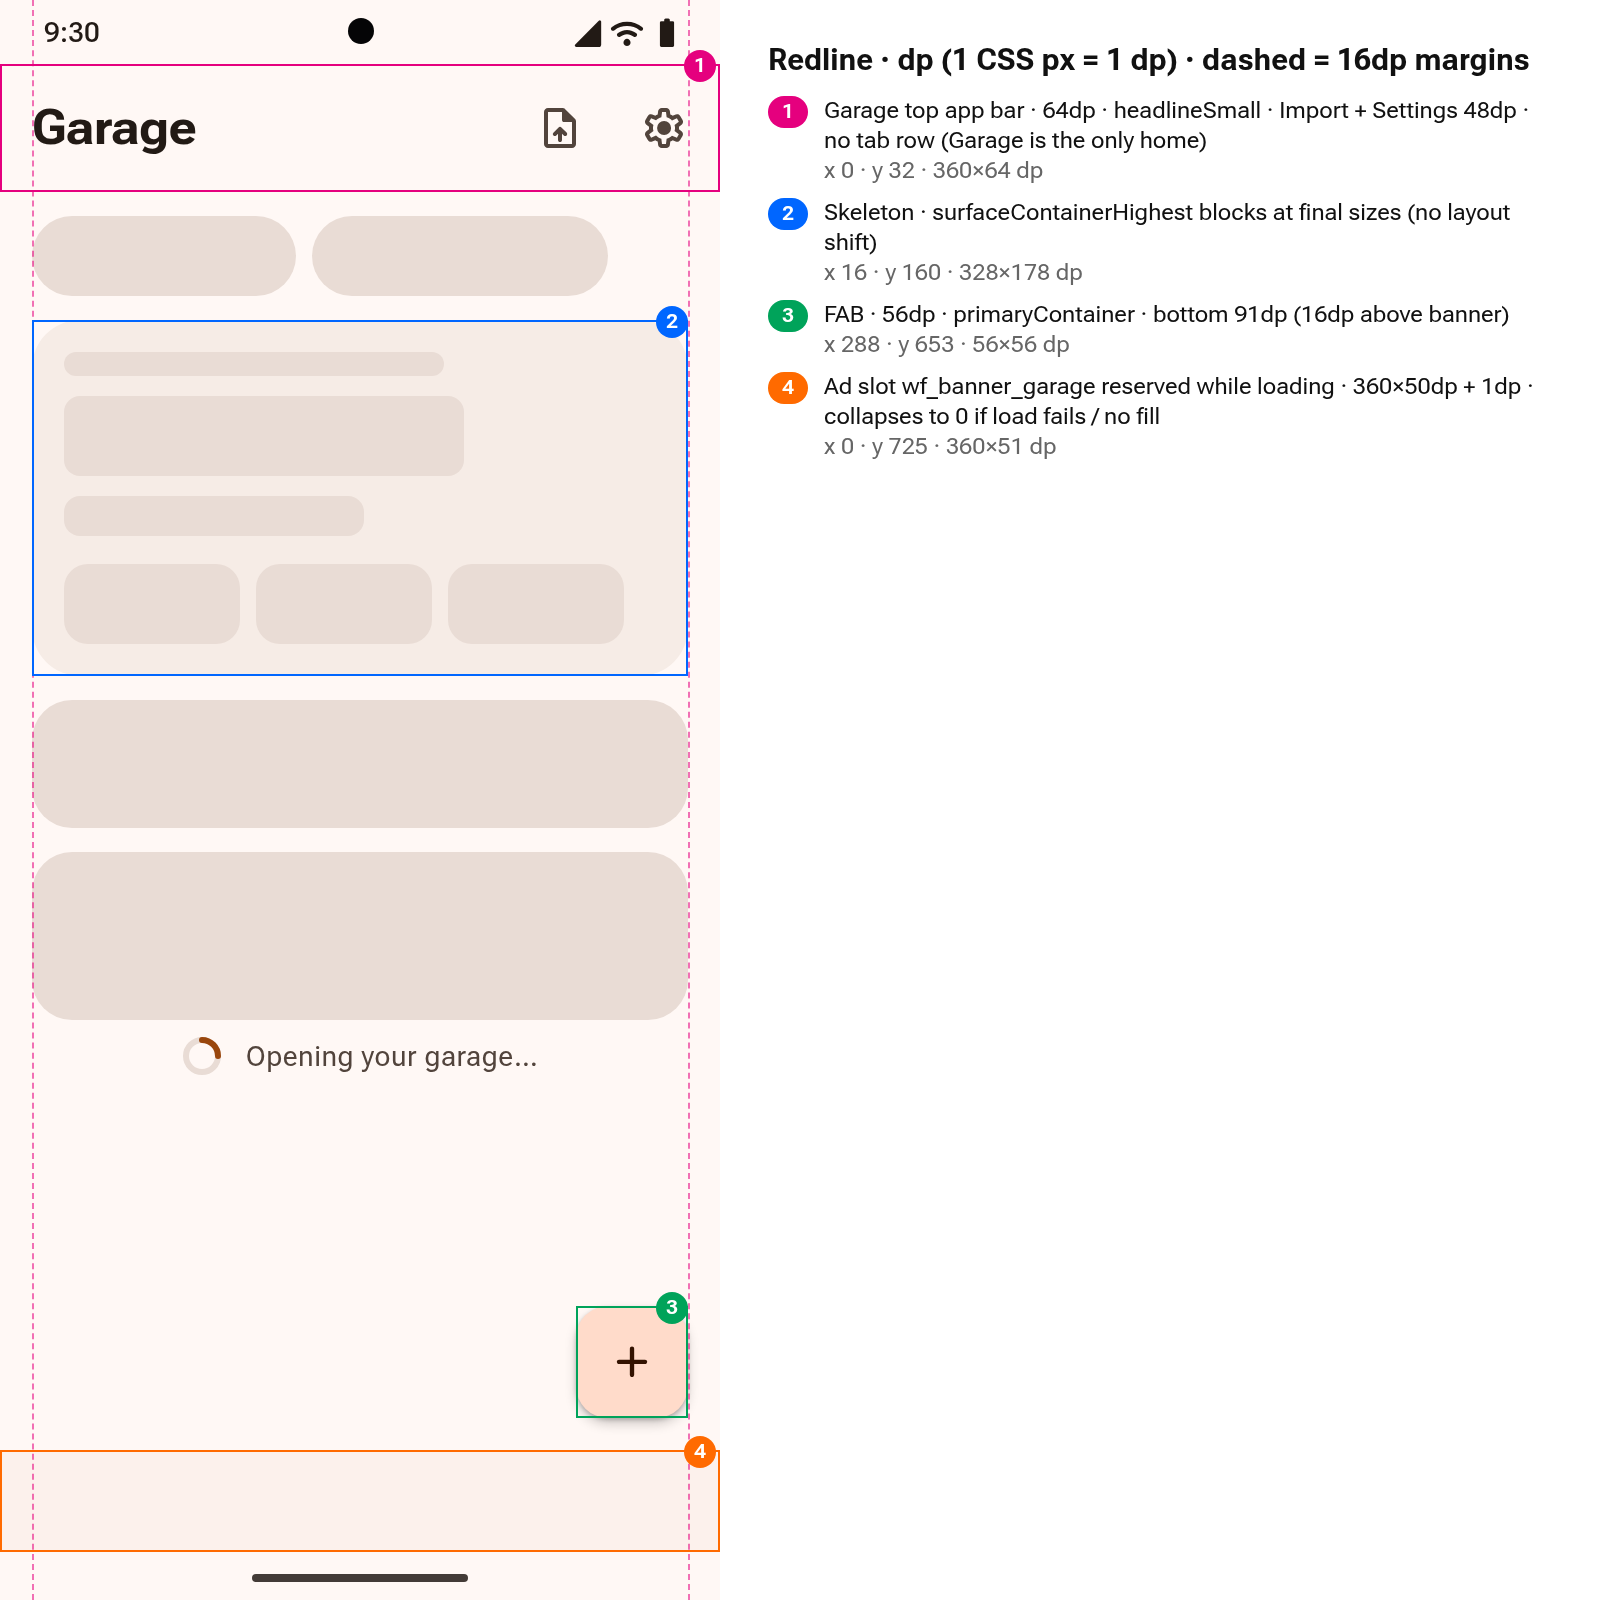 9:30
Garage
Opening your garage...
1
2
3
+
4
Redline · dp (1 CSS px = 1 dp) · dashed = 16dp margins
1 Garage top app bar · 64dp · headlineSmall · Import + Settings 48dp ·
no tab row (Garage is the only home)
x 0 · y 32 · 360×64 dp
2 Skeleton · surfaceContainerHighest blocks at final sizes (no layout
shift)
x 16 · y 160 · 328×178 dp
3 FAB · 56dp · primaryContainer · bottom 91dp (16dp above banner)
x 288 · y 653 · 56×56 dp
4 Ad slot wf_banner_garage reserved while loading · 360×50dp + 1dp ·
collapses to 0 if load fails / no fill
x 0 · y 725 · 360×51 dp